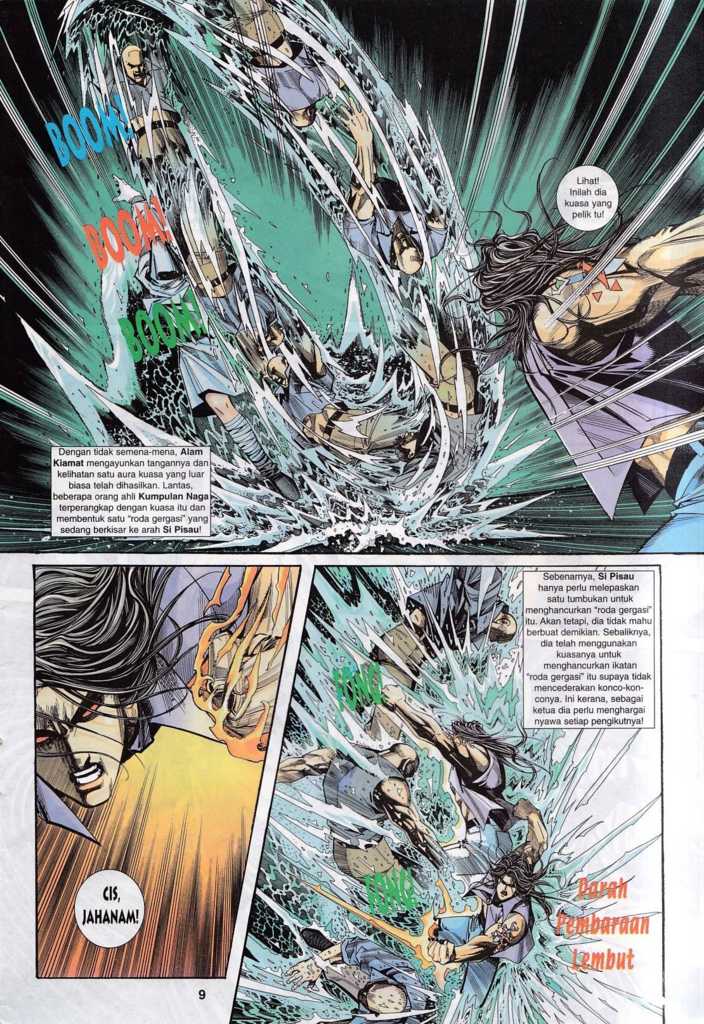 BOOM!
BOOM!
BOOM!
Lihat!
Inilah dia
kuasa yang
pelik tu!
Dengan tidak semena-mena, Alam
Kiamat mengayunkan tangannya dan
kelihatan satu aura kuasa yang luar
biasa telah dihasilkan. Lantas,
beberapa orang ahli Kumpulan Naga
terperangkap dengan kuasa itu dan
membentuk satu "roda gergasi" yang
sedang berkisar ke arah Si Pisau!
CIS,
JAHANAM!
Sebenarnya, Si Pisau
hanya perlu melepaskan
satu tumbukan untuk
menghancurkan "roda gergasi"
itu. Akan tetapi, dia tidak mahu
berbuat demikian. Sebaliknya,
dia telah menggunakan
kuasanya untuk
menghancurkan ikatan
"roda gergasi" itu supaya tidak
mencederakan konco-kon-
conya. Ini kerana, sebagai
ketua dia perlu menghargai
nyawa setiap pengikutnya!
TONG
TONG
Darah
Pembaraan
Lembut
9